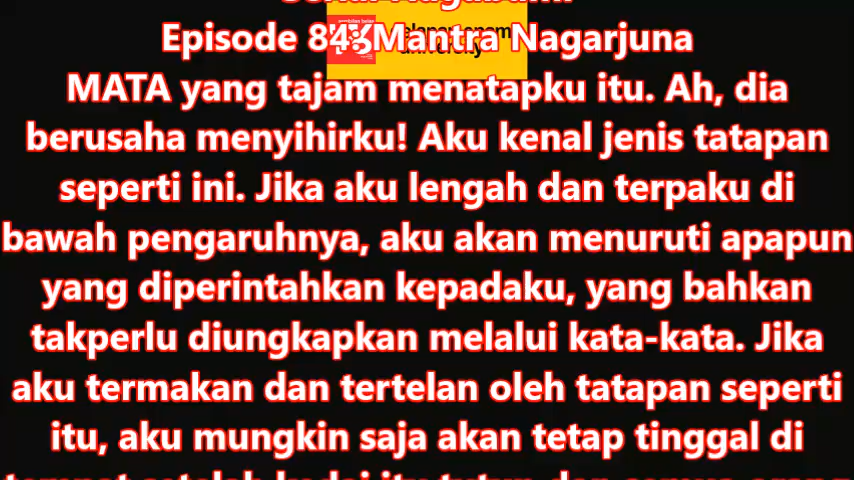 Episode 84: Mantra Nagarjuna
MATA yang tajam menatapku itu. Ah, dia
berusaha menyihirku! Aku kenal jenis tatapan
seperti ini. Jika aku lengah dan terpaku di
bawah pengaruhnya, aku akan menuruti apapun
yang diperintahkan kepadaku, yang bahkan
takperlu diungkapkan melalui kata-kata. Jika
aku termakan dan tertelan oleh tatapan seperti
itu, aku mungkin saja akan tetap tinggal di